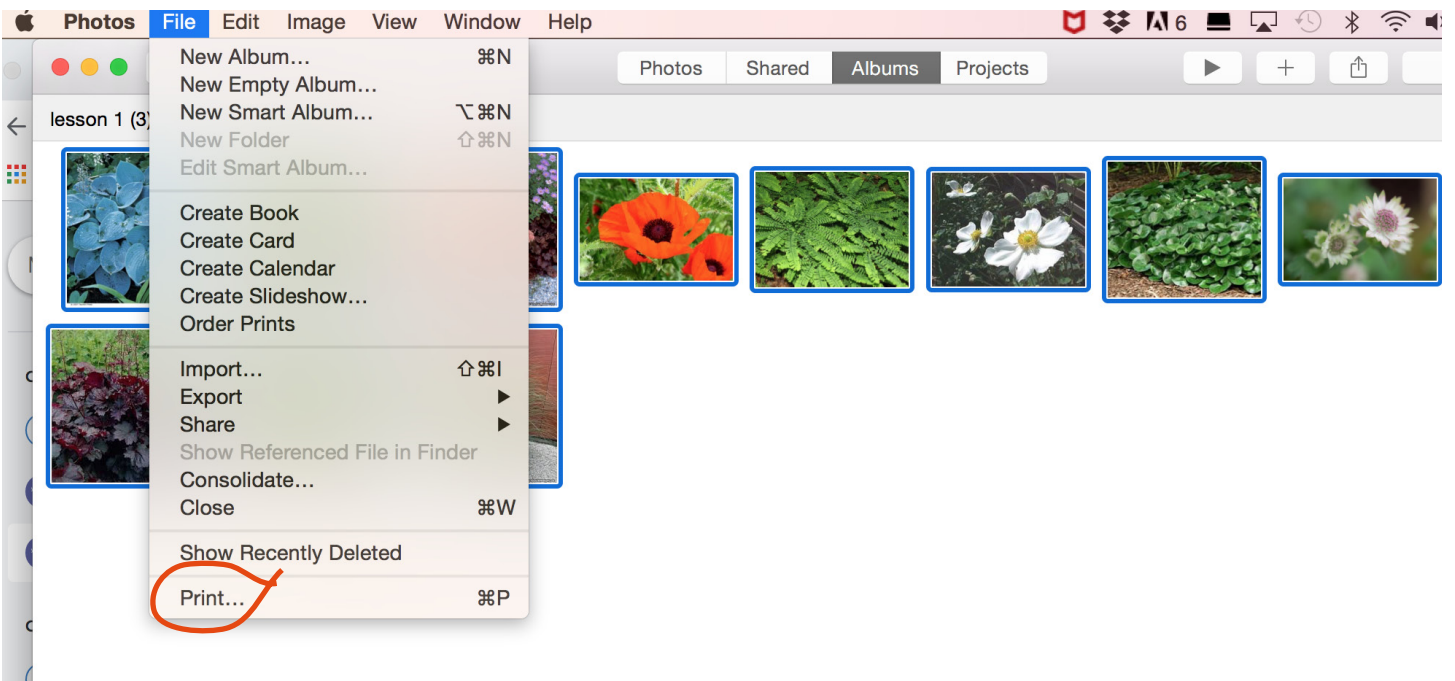 Photos File Edit Image View Window Help 6
Photos Shared Albums Projects
lesson 1 (3)
New Album… ⌘N
New Empty Album…
New Smart Album… ⌥⌘N
New Folder ⇧⌘N
Edit Smart Album…
Create Book
Create Card
Create Calendar
Create Slideshow…
Order Prints
Import… ⇧⌘I
Export ▶
Share ▶
Show Referenced File in Finder
Consolidate…
Close ⌘W
Show Recently Deleted
Print… ⌘P